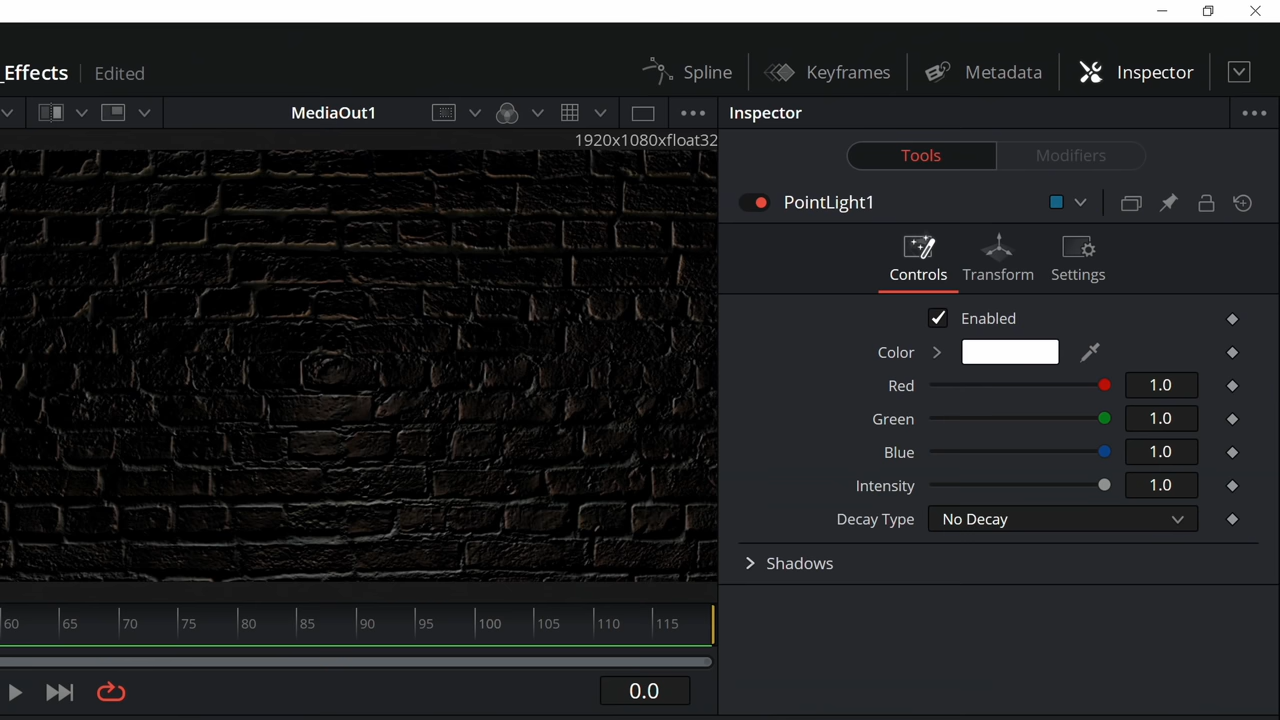 _Effects
Edited
Spline
Keyframes
Metadata
Inspector
MediaOut1
Inspector
1920x1080xfloat32
Tools
Modifiers
PointLight1
Controls
Transform
Settings
Enabled
Color
Red 1.0
Green 1.0
Blue 1.0
Intensity 1.0
Decay Type No Decay
Shadows
60 65 70 75 80 85 90 95 100 105 110 115
0.0